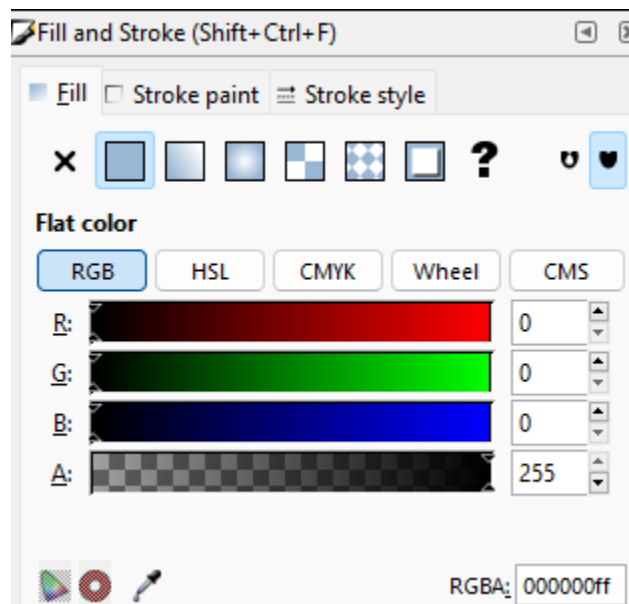 Fill and Stroke (Shift+Ctrl+F)
Fill Stroke paint Stroke style
?
Flat color
RGB HSL CMYK Wheel CMS
R: 0
G: 0
B: 0
A: 255
RGBA: 000000ff